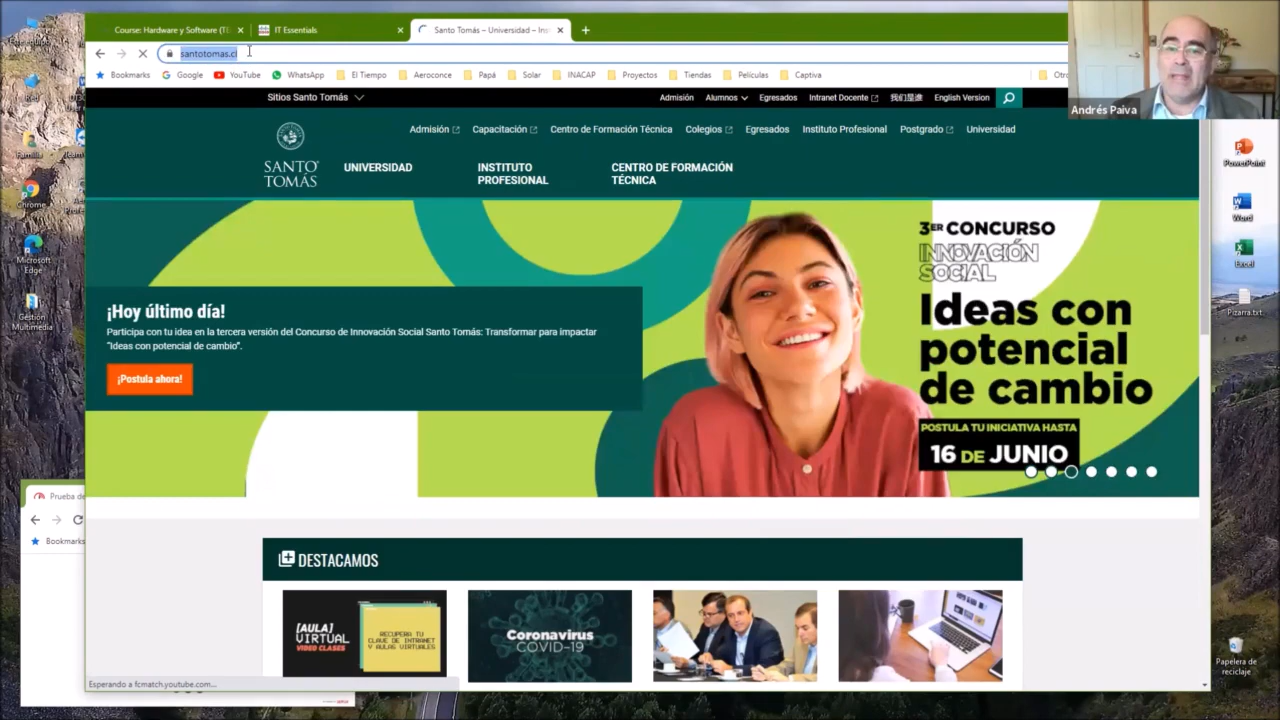 Course: Hardware y Software (TE
IT Essentials
Santo Tomás – Universidad – Ins
santotomas.cl
Bookmarks
Google
YouTube
WhatsApp
El Tiempo
Aeroconce
Papá
Solar
INACAP
Proyectos
Tiendas
Películas
Captiva
Otro
Andrés Paiva
Sitios Santo Tomás
Admisión
Alumnos
Egresados
Intranet Docente
English Version
Admisión
Capacitación
Centro de Formación Técnica
Colegios
Egresados
Instituto Profesional
Postgrado
Universidad
SANTO
TOMÁS
UNIVERSIDAD
INSTITUTO
PROFESIONAL
CENTRO DE FORMACIÓN
TÉCNICA
3ER CONCURSO
INNOVACIÓN
SOCIAL
Ideas con
potencial
de cambio
POSTULA TU INICIATIVA HASTA
16 DE JUNIO
¡Hoy último día!
Participa con tu idea en la tercera versión del Concurso de Innovación Social Santo Tomás: Transformar para impactar
“Ideas con potencial de cambio”.
¡Postula ahora!
DESTACAMOS
[AULA]
VIRTUAL
VIDEO CLASES
RECUPERA TU
CLAVE DE INTRANET
Y AULAS VIRTUALES
Coronavirus
COVID-19
Esperando a fcmatch.youtube.com...
Red
Familia
Chrome
Microsoft
Edge
Gestión
Multimedia
Prueba de
Bookmarks
PowerPoint
Word
Excel
Pizarra.txt
Papelera de
reciclaje